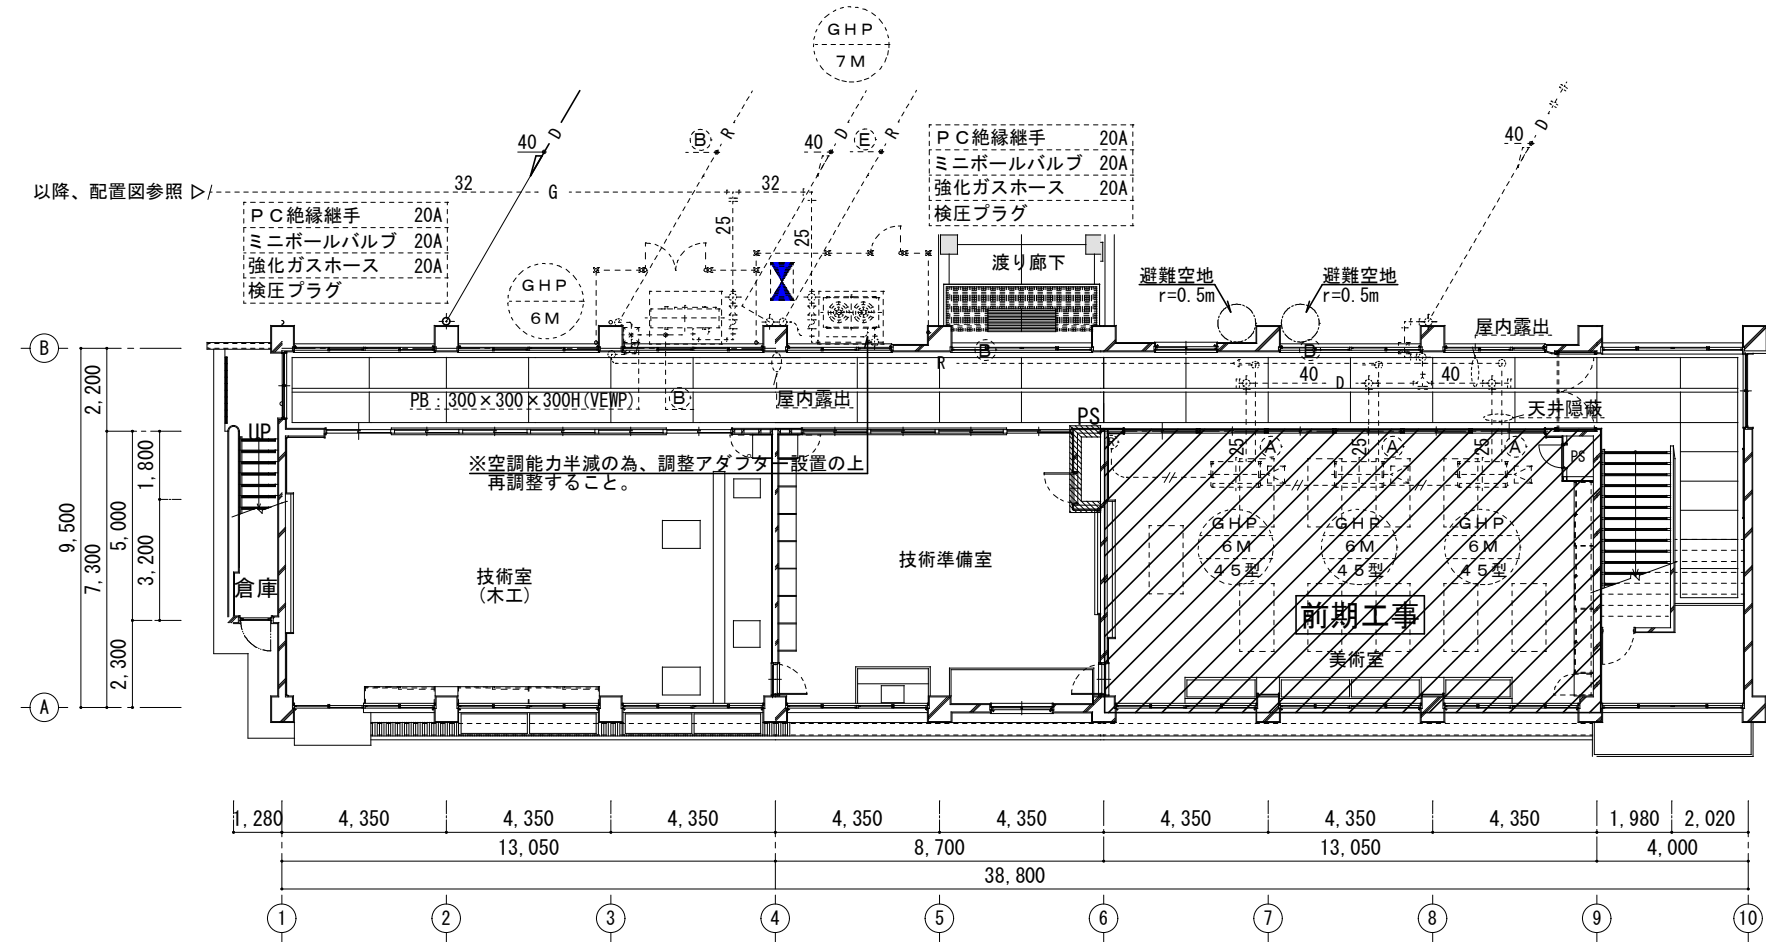 GHP
7M
40
D
B
R
40
D
E
R
40
D
PC絶縁継手 20A
ミニボールバルブ 20A
強化ガスホース 20A
検圧プラグ
以降、配置図参照 ▷
32
G
32
25
25
PC絶縁継手 20A
ミニボールバルブ 20A
強化ガスホース 20A
検圧プラグ
GHP
6M
渡り廊下
避難空地
r=0.5m
避難空地
r=0.5m
屋内露出
B
B
R
40
D
40
PB:300×300×300H(VEWP)
B
屋内露出
天井隠蔽
UP
PS
※空調能力半減の為、調整アダプター設置の上
再調整すること。
25
A
25
A
25
A
PS
GHP
6M
45型
GHP
6M
45型
GHP
6M
45型
倉庫
技術室
(木工)
技術準備室
前期工事
美術室
B
2,200
9,500
7,300
5,000
1,800
3,200
2,300
A
1,280
4,350
4,350
4,350
4,350
4,350
4,350
4,350
4,350
1,980
2,020
13,050
8,700
13,050
4,000
38,800
1
2
3
4
5
6
7
8
9
10